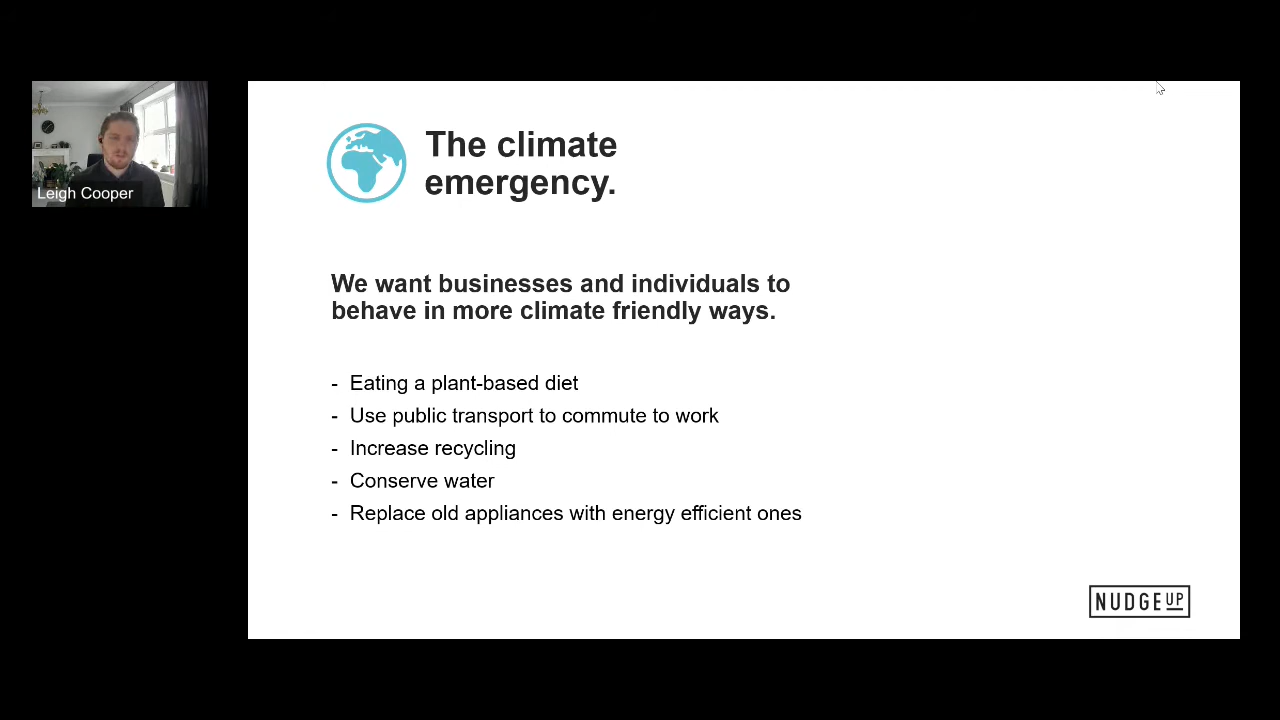 Leigh Cooper
The climate
emergency.
We want businesses and individuals to
behave in more climate friendly ways.
- Eating a plant-based diet
- Use public transport to commute to work
- Increase recycling
- Conserve water
- Replace old appliances with energy efficient ones
NUDGEUP